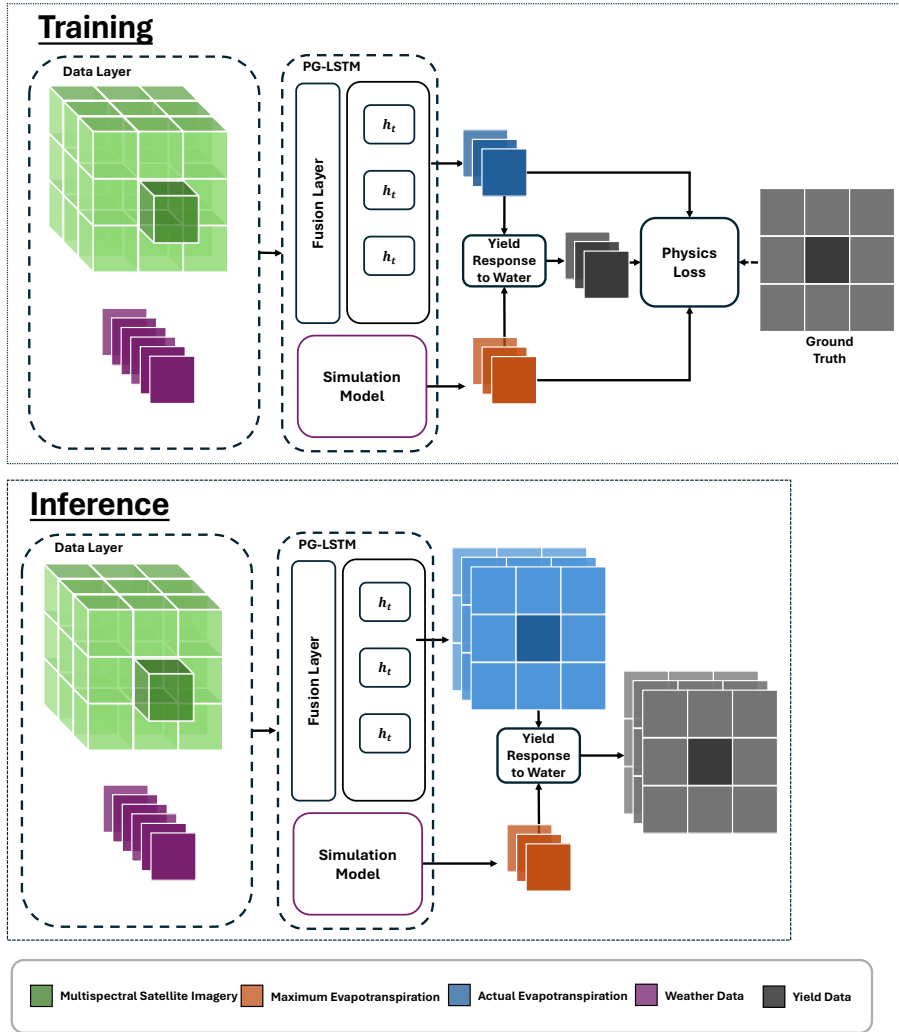 Training
Data Layer
PG-LSTM
Fusion Layer
h_t
h_t
h_t
Simulation
Model
Yield
Response
to Water
Physics
Loss
Ground
Truth
Inference
Data Layer
PG-LSTM
Fusion Layer
h_t
h_t
h_t
Simulation
Model
Yield
Response
to Water
Multispectral Satellite Imagery
Maximum Evapotranspiration
Actual Evapotranspiration
Weather Data
Yield Data